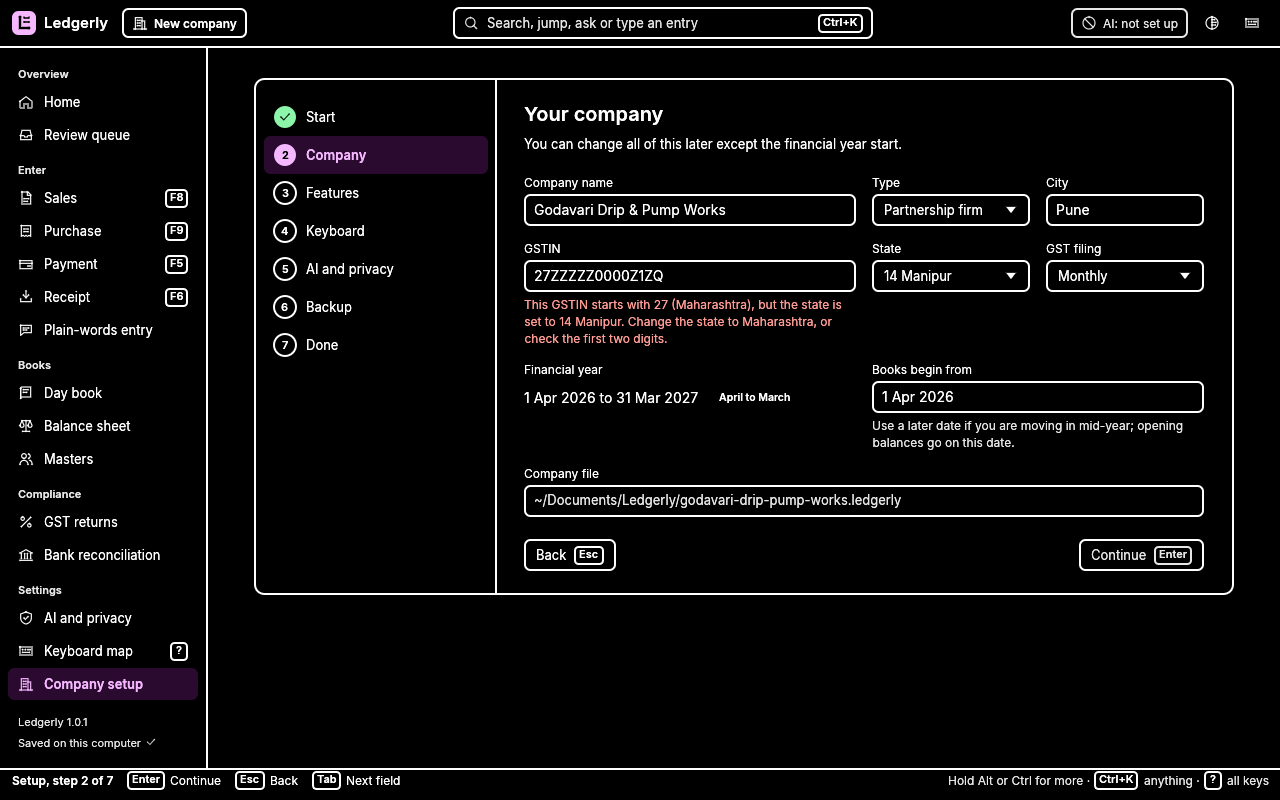 Ledgerly
New company
Search, jump, ask or type an entry
Ctrl+K
AI: not set up
Overview
Home
Review queue
Enter
Sales F8
Purchase F9
Payment F5
Receipt F6
Plain-words entry
Books
Day book
Balance sheet
Masters
Compliance
GST returns
Bank reconciliation
Settings
AI and privacy
Keyboard map ?
Company setup
Ledgerly 1.0.1
Saved on this computer
Start
2 Company
3 Features
4 Keyboard
5 AI and privacy
6 Backup
7 Done
Your company
You can change all of this later except the financial year start.
Company name Type City
Godavari Drip & Pump Works Partnership firm Pune
GSTIN State GST filing
27ZZZZZ0000Z1ZQ 14 Manipur Monthly
This GSTIN starts with 27 (Maharashtra), but the state is
set to 14 Manipur. Change the state to Maharashtra, or
check the first two digits.
Financial year Books begin from
1 Apr 2026 to 31 Mar 2027 April to March 1 Apr 2026
Use a later date if you are moving in mid-year; opening
balances go on this date.
Company file
~/Documents/Ledgerly/godavari-drip-pump-works.ledgerly
Back Esc Continue Enter
Setup, step 2 of 7 Enter Continue Esc Back Tab Next field Hold Alt or Ctrl for more · Ctrl+K anything · ? all keys